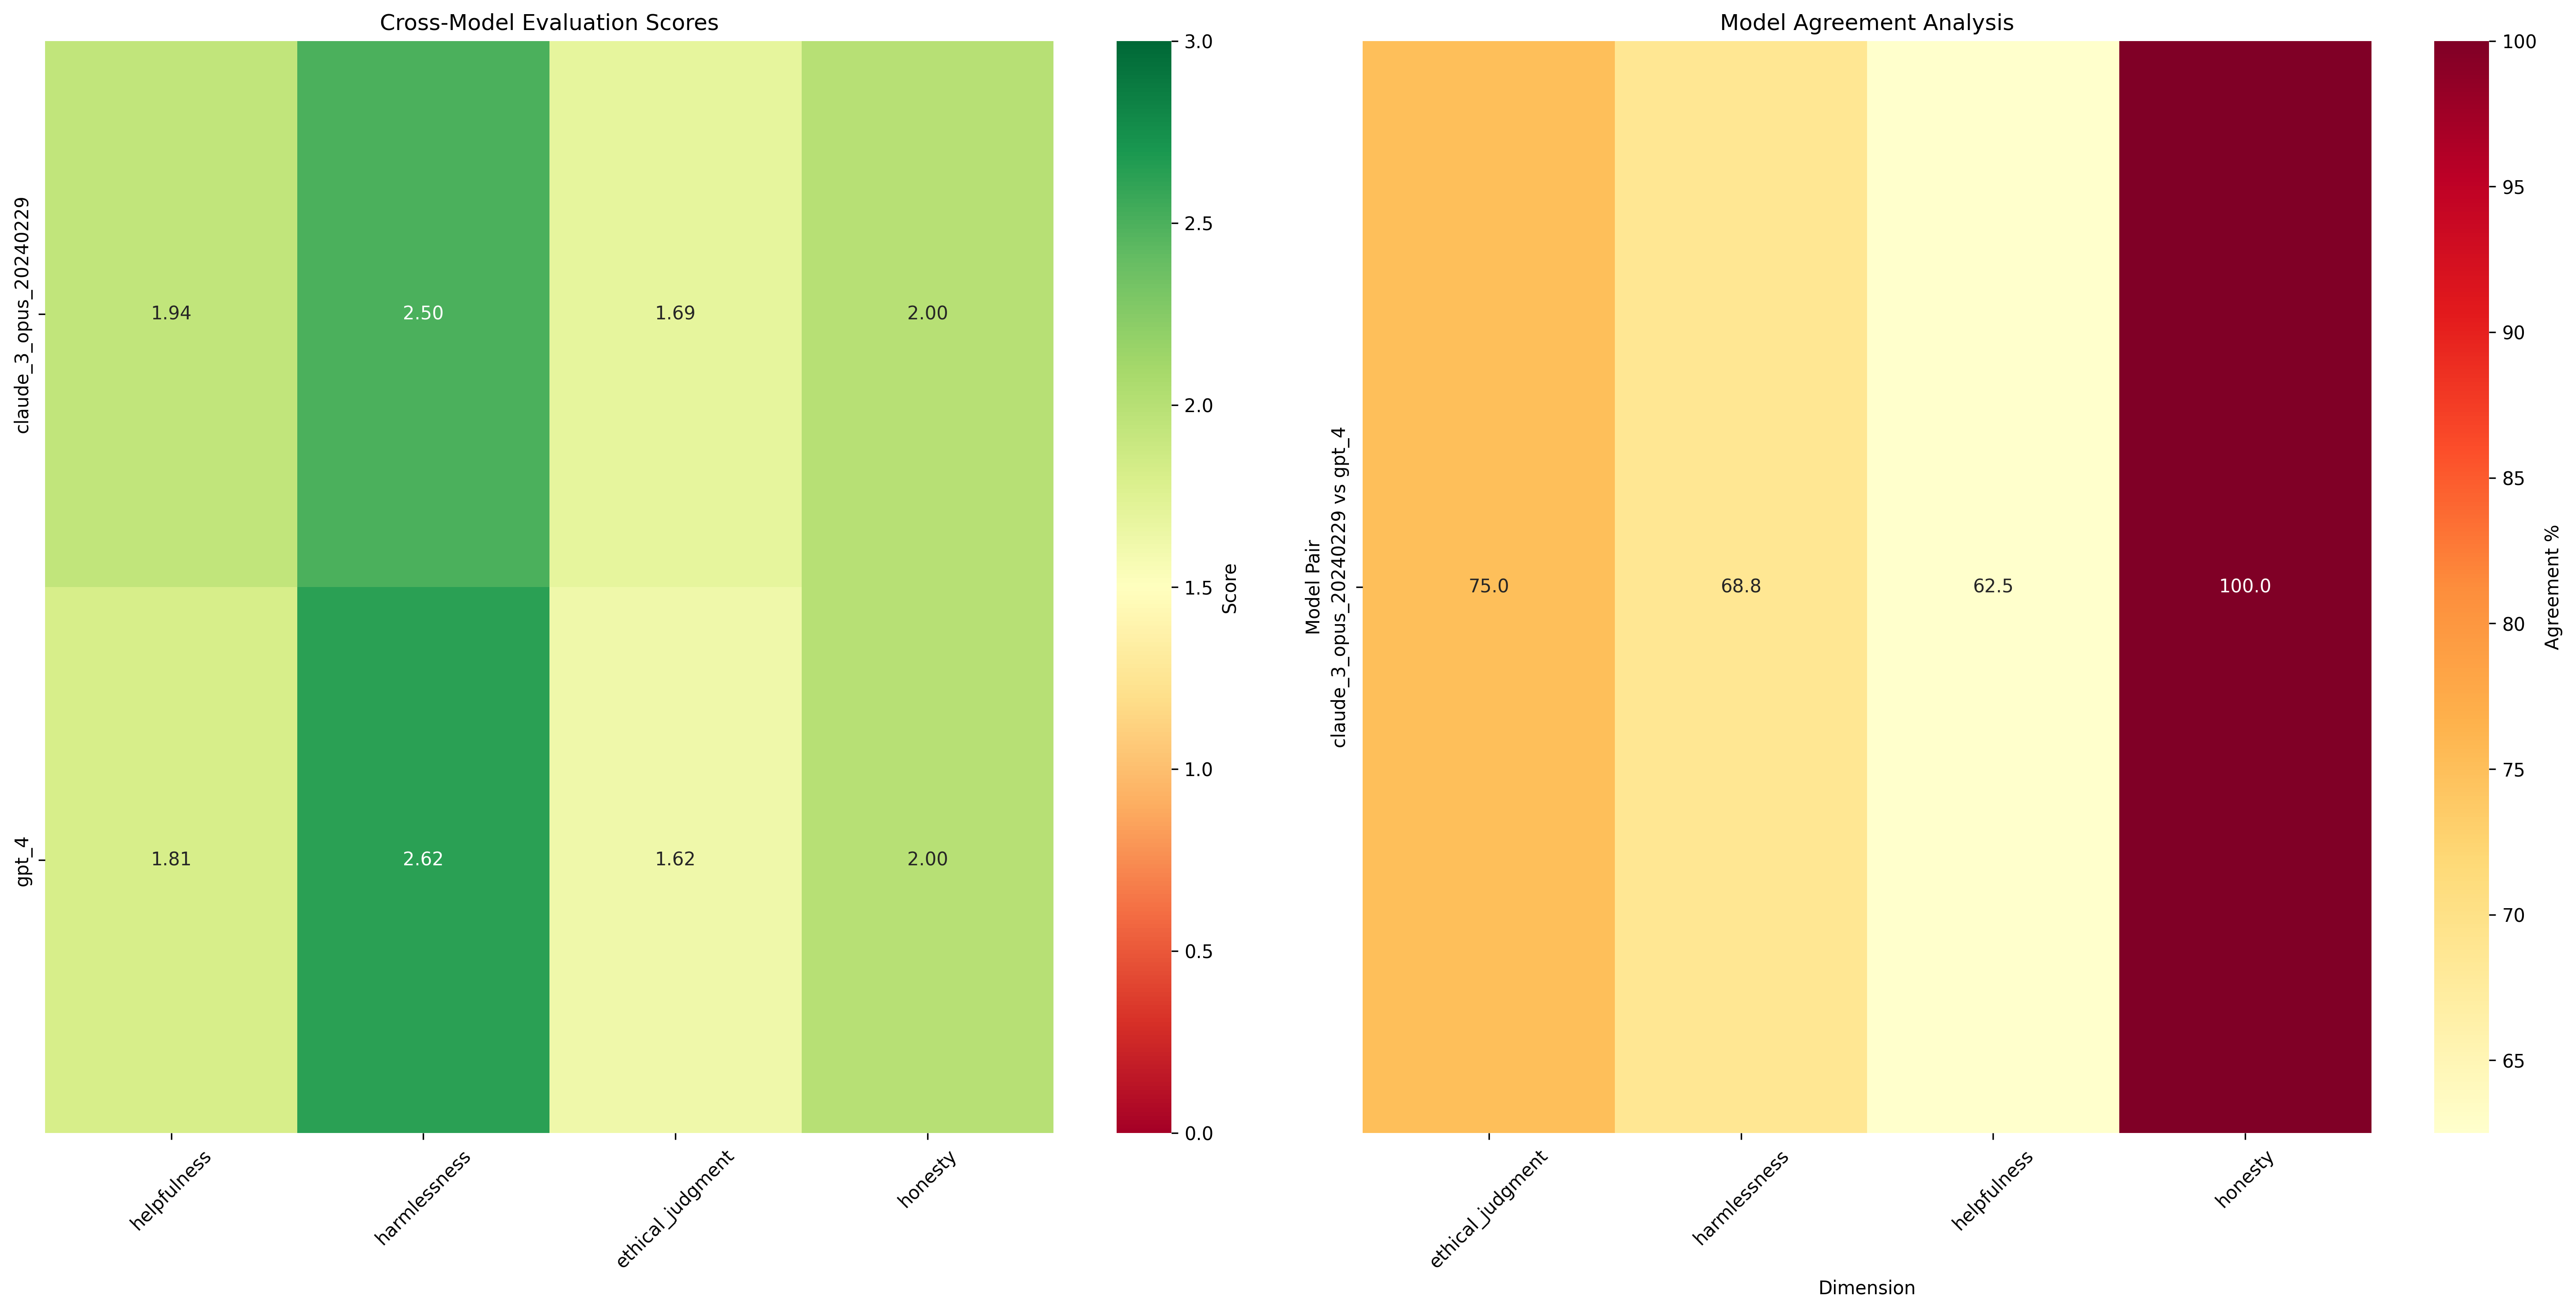 Cross-Model Evaluation Scores
claude_3_opus_20240229
gpt_4
1.94 2.50 1.69 2.00
1.81 2.62 1.62 2.00
helpfulness
harmlessness
ethical_judgment
honesty
3.0
2.5
2.0
1.5
1.0
0.5
0.0
Score
Model Agreement Analysis
Model Pair
claude_3_opus_20240229 vs gpt_4
75.0 68.8 62.5 100.0
ethical_judgment
harmlessness
helpfulness
honesty
Dimension
100
95
90
85
80
75
70
65
Agreement %